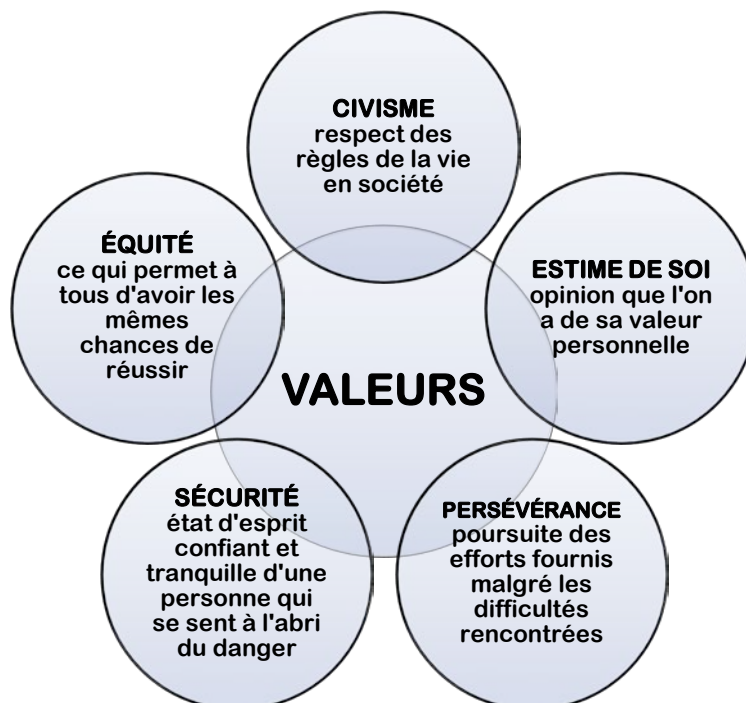 CIVISME
respect des
règles de la vie
en société
ÉQUITÉ
ce qui permet à
tous d'avoir les
mêmes
chances de
réussir
ESTIME DE SOI
opinion que l'on
a de sa valeur
personnelle
VALEURS
SÉCURITÉ
état d'esprit
confiant et
tranquille d'une
personne qui
se sent à l'abri
du danger
PERSÉVÉRANCE
poursuite des
efforts fournis
malgré les
difficultés
rencontrées